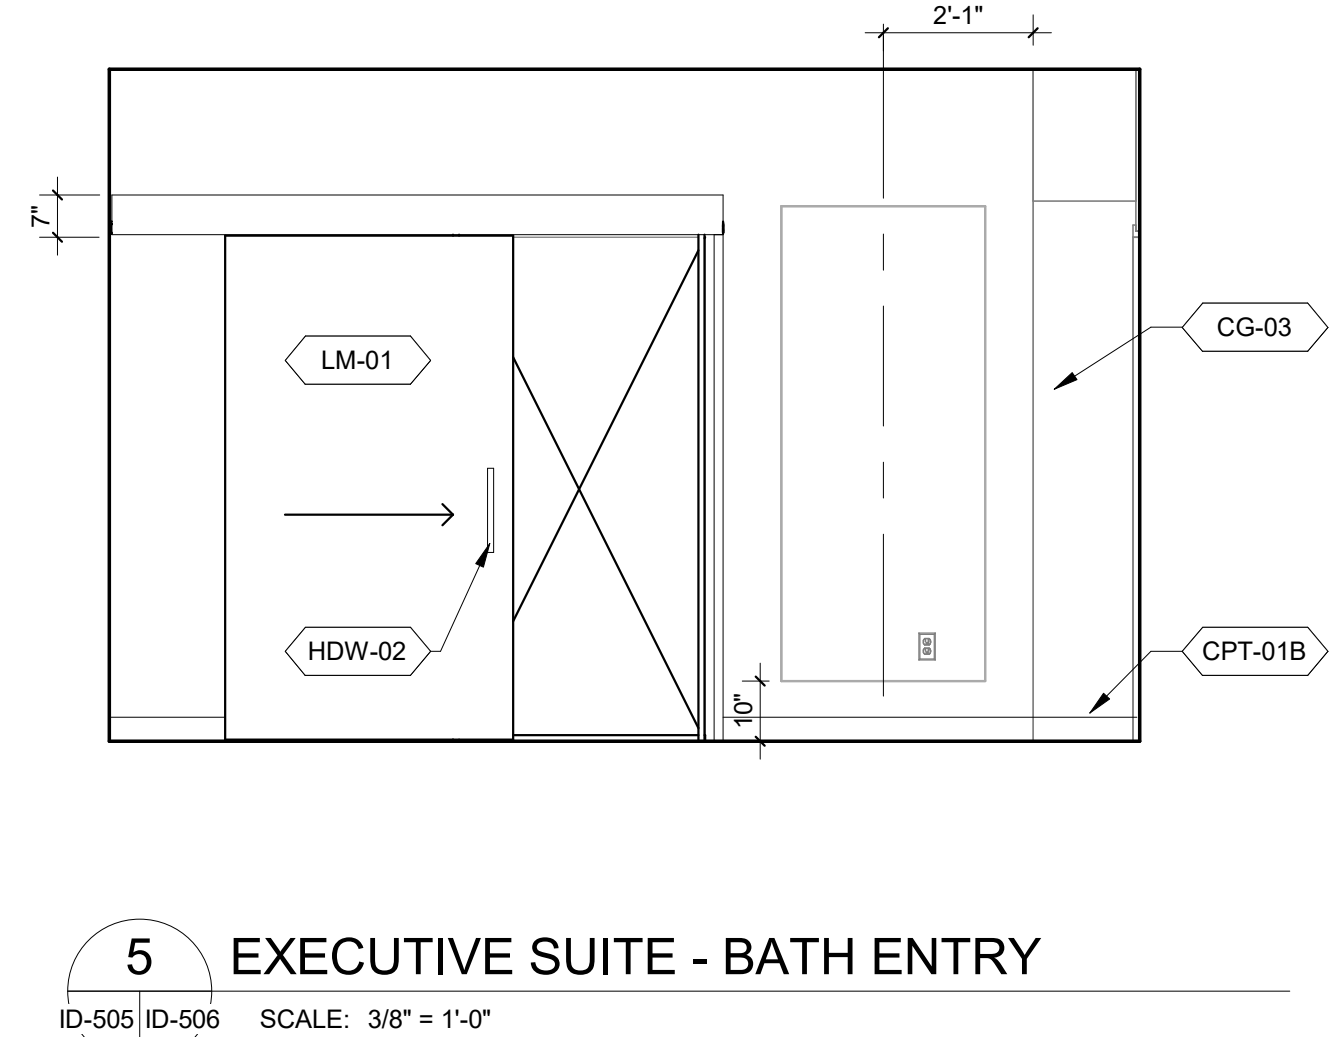 2'-1"
7"
CG-03
LM-01
HDW-02
CPT-01B
10"
5
EXECUTIVE SUITE - BATH ENTRY
ID-505 ID-506
SCALE: 3/8" = 1'-0"